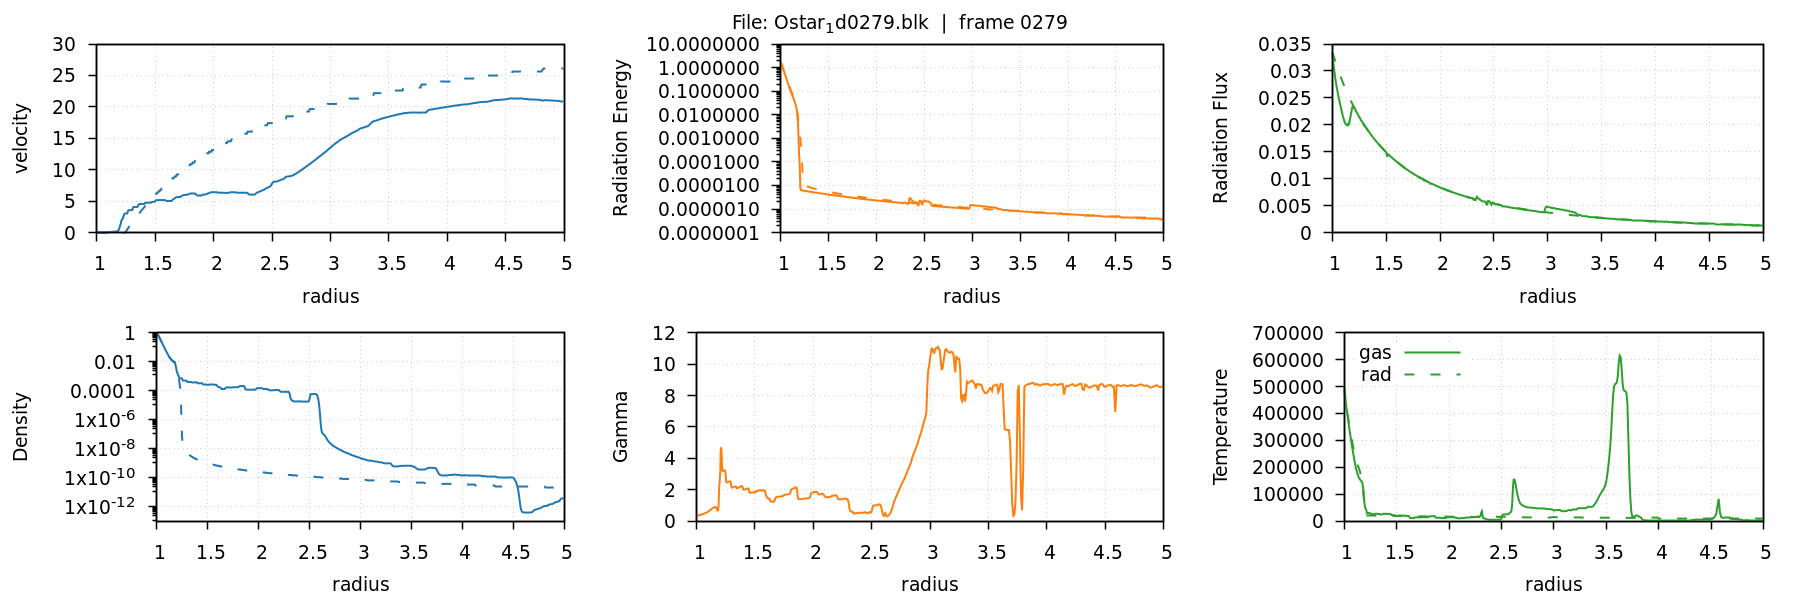 File: Ostar₁d0279.blk | frame 0279
velocity
30
25
20
15
10
5
0
1 1.5 2 2.5 3 3.5 4 4.5 5
radius
Radiation Energy
10.0000000
1.0000000
0.1000000
0.0100000
0.0010000
0.0001000
0.0000100
0.0000010
0.0000001
1 1.5 2 2.5 3 3.5 4 4.5 5
radius
Radiation Flux
0.035
0.03
0.025
0.02
0.015
0.01
0.005
0
1 1.5 2 2.5 3 3.5 4 4.5 5
radius
Density
1
0.01
0.0001
1x10⁻⁶
1x10⁻⁸
1x10⁻¹⁰
1x10⁻¹²
1 1.5 2 2.5 3 3.5 4 4.5 5
radius
Gamma
12
10
8
6
4
2
0
1 1.5 2 2.5 3 3.5 4 4.5 5
radius
Temperature
700000
600000
500000
400000
300000
200000
100000
0
gas
rad
1 1.5 2 2.5 3 3.5 4 4.5 5
radius